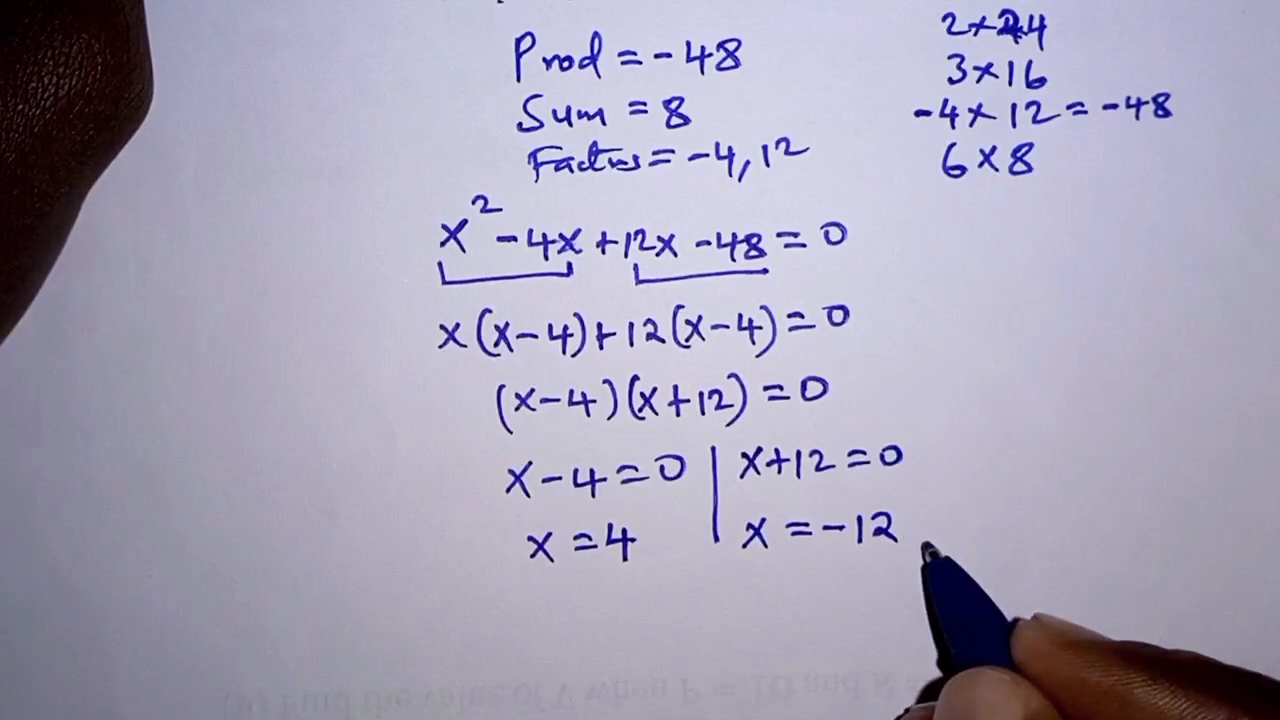 Prod = -48
Sum = 8
Factors = -4, 12
2 × 24
3 × 16
-4 × 12 = -48
6 × 8
x² - 4x + 12x - 48 = 0
x(x - 4) + 12(x - 4) = 0
(x - 4)(x + 12) = 0
x - 4 = 0 | x + 12 = 0
x = 4 | x = -12